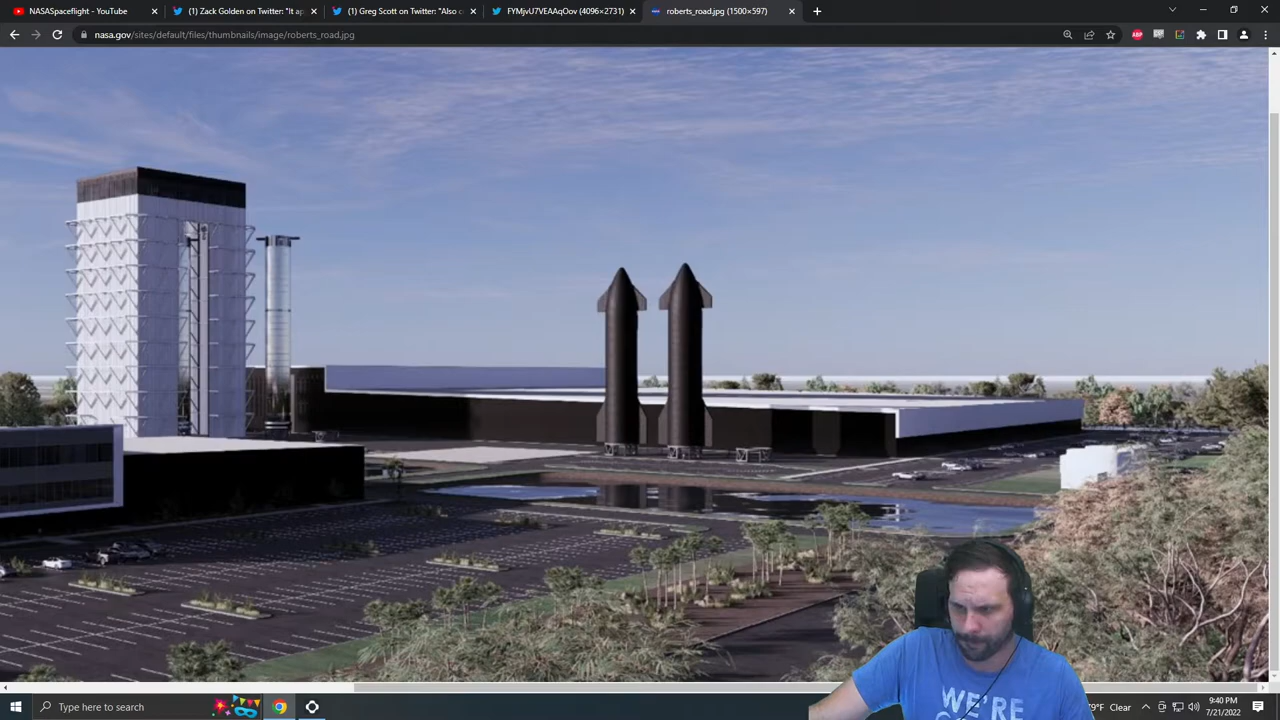 NASASpaceflight - YouTube
(1) Zack Golden on Twitter: "It ap
(1) Greg Scott on Twitter: "Also c
FYMjvU7VEAAqOov (4096×2731)
roberts_road.jpg (1500×597)
nasa.gov/sites/default/files/thumbnails/image/roberts_road.jpg
ABP
WE'RE
Type here to search
°F Clear
9:40 PM
7/21/2022